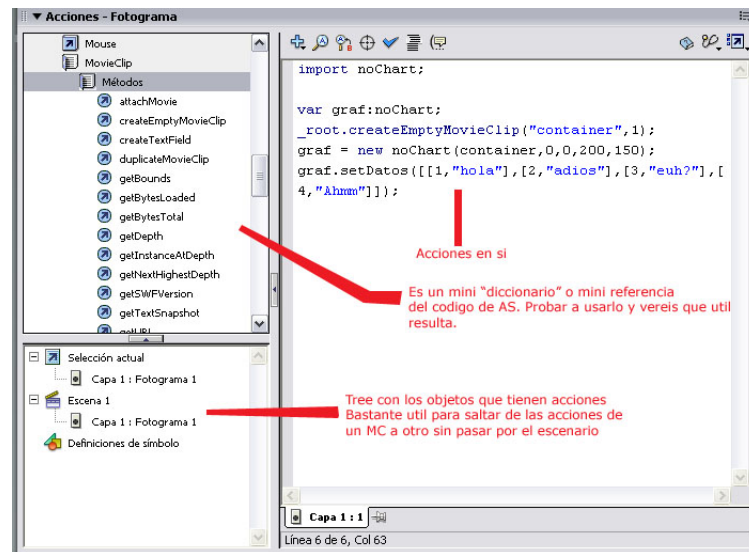 Acciones - Fotograma
Mouse
MovieClip
Métodos
attachMovie
createEmptyMovieClip
createTextField
duplicateMovieClip
getBounds
getBytesLoaded
getBytesTotal
getDepth
getInstanceAtDepth
getNextHighestDepth
getSWFVersion
getTextSnapshot
getURL
Selección actual
Capa 1 : Fotograma 1
Escena 1
Capa 1 : Fotograma 1
Definiciones de símbolo
import noChart;
var graf:noChart;
_root.createEmptyMovieClip("container",1);
graf = new noChart(container,0,0,200,150);
graf.setDatos([[1,"hola"],[2,"adios"],[3,"euh?"],[
4,"Ahmm"]]);
Acciones en si
Es un mini “diccionario” o mini referencia
del codigo de AS. Probar a usarlo y vereis que util
resulta.
Tree con los objetos que tienen acciones
Bastante util para saltar de las acciones de
un MC a otro sin pasar por el escenario
Capa 1 : 1
Línea 6 de 6, Col 63